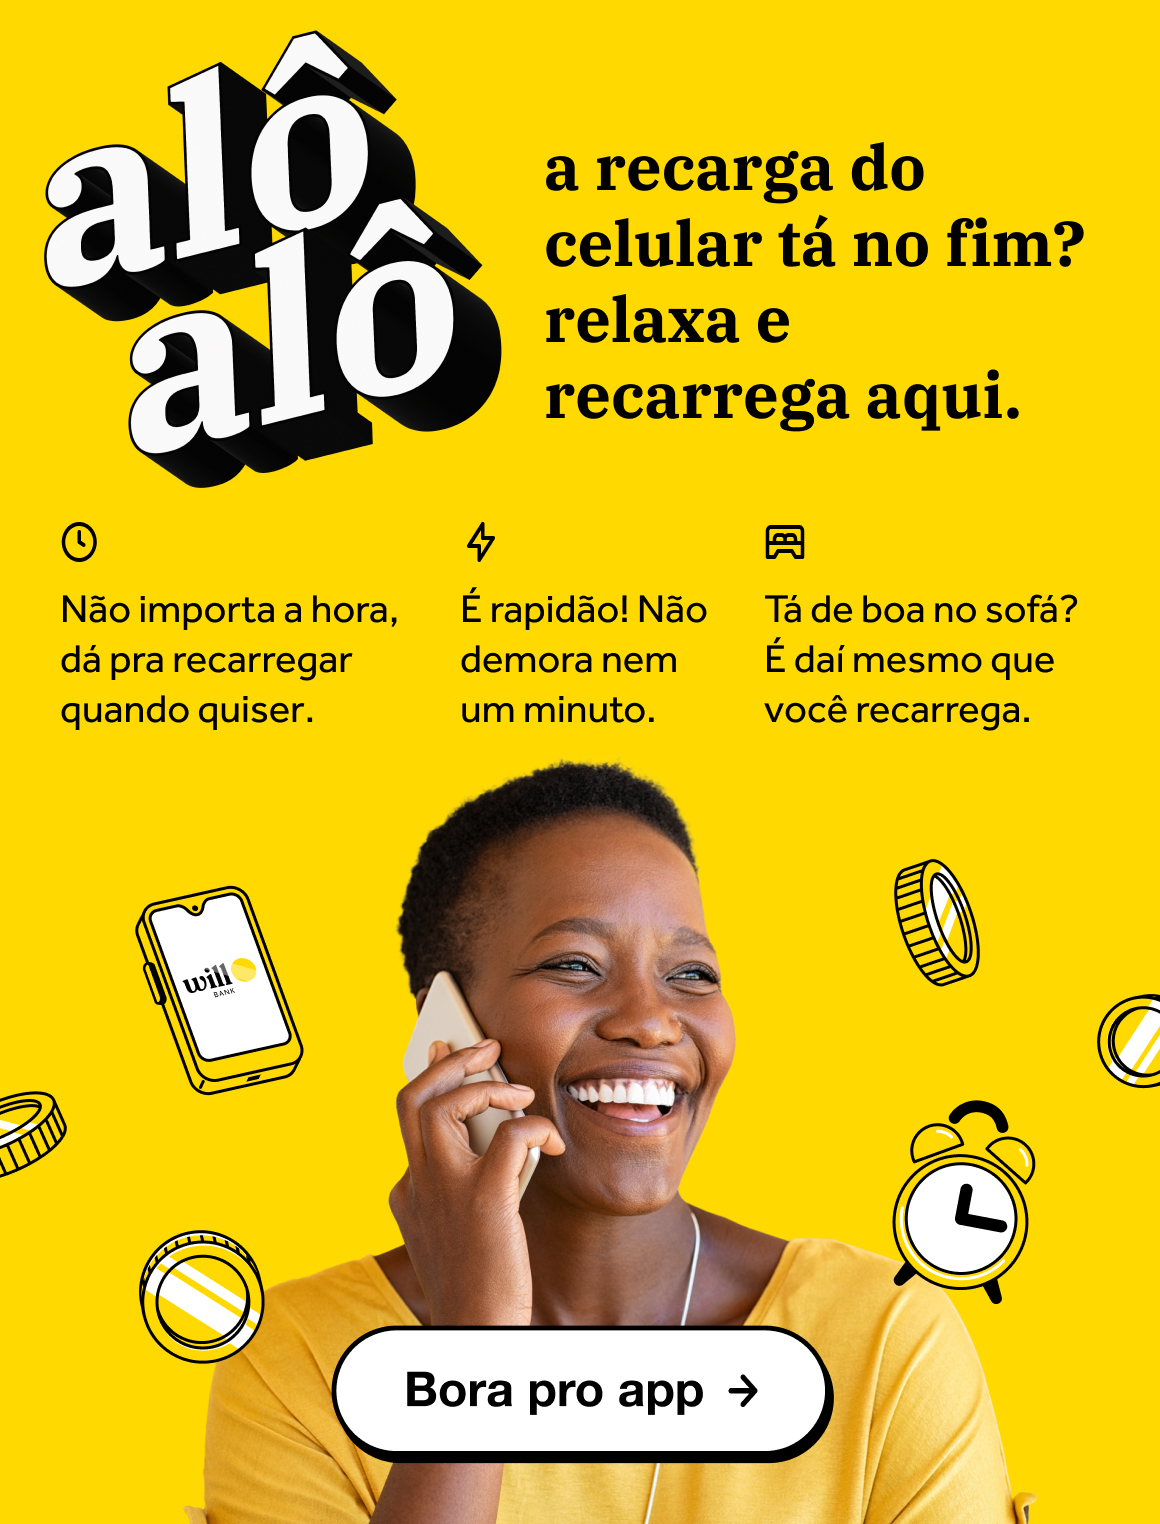 alô
alô
a recarga do
celular tá no fim?
relaxa e
recarrega aqui.
Não importa a hora,
dá pra recarregar
quando quiser.
É rapidão! Não
demora nem
um minuto.
Tá de boa no sofá?
É daí mesmo que
você recarrega.
will
BANK
Bora pro app →